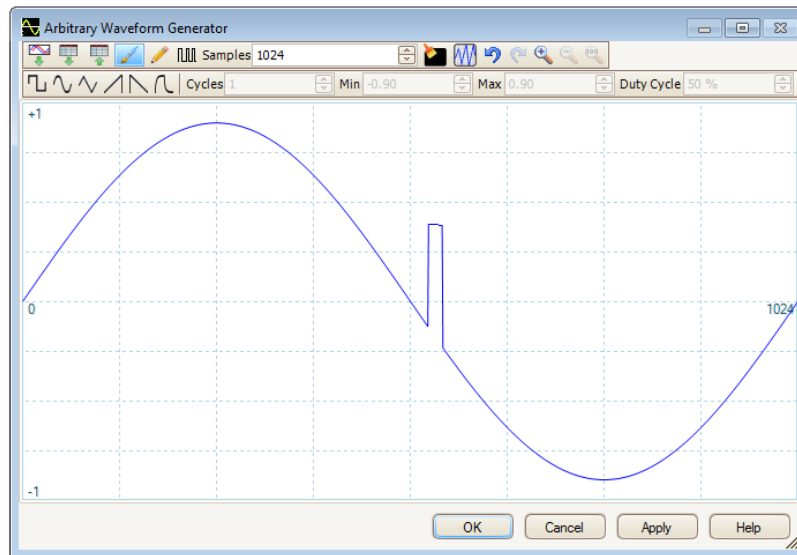 Arbitrary Waveform Generator
Samples 1024
Cycles 1 Min -0.90 Max 0.90 Duty Cycle 50 %
+1
0 1024
-1
OK Cancel Apply Help